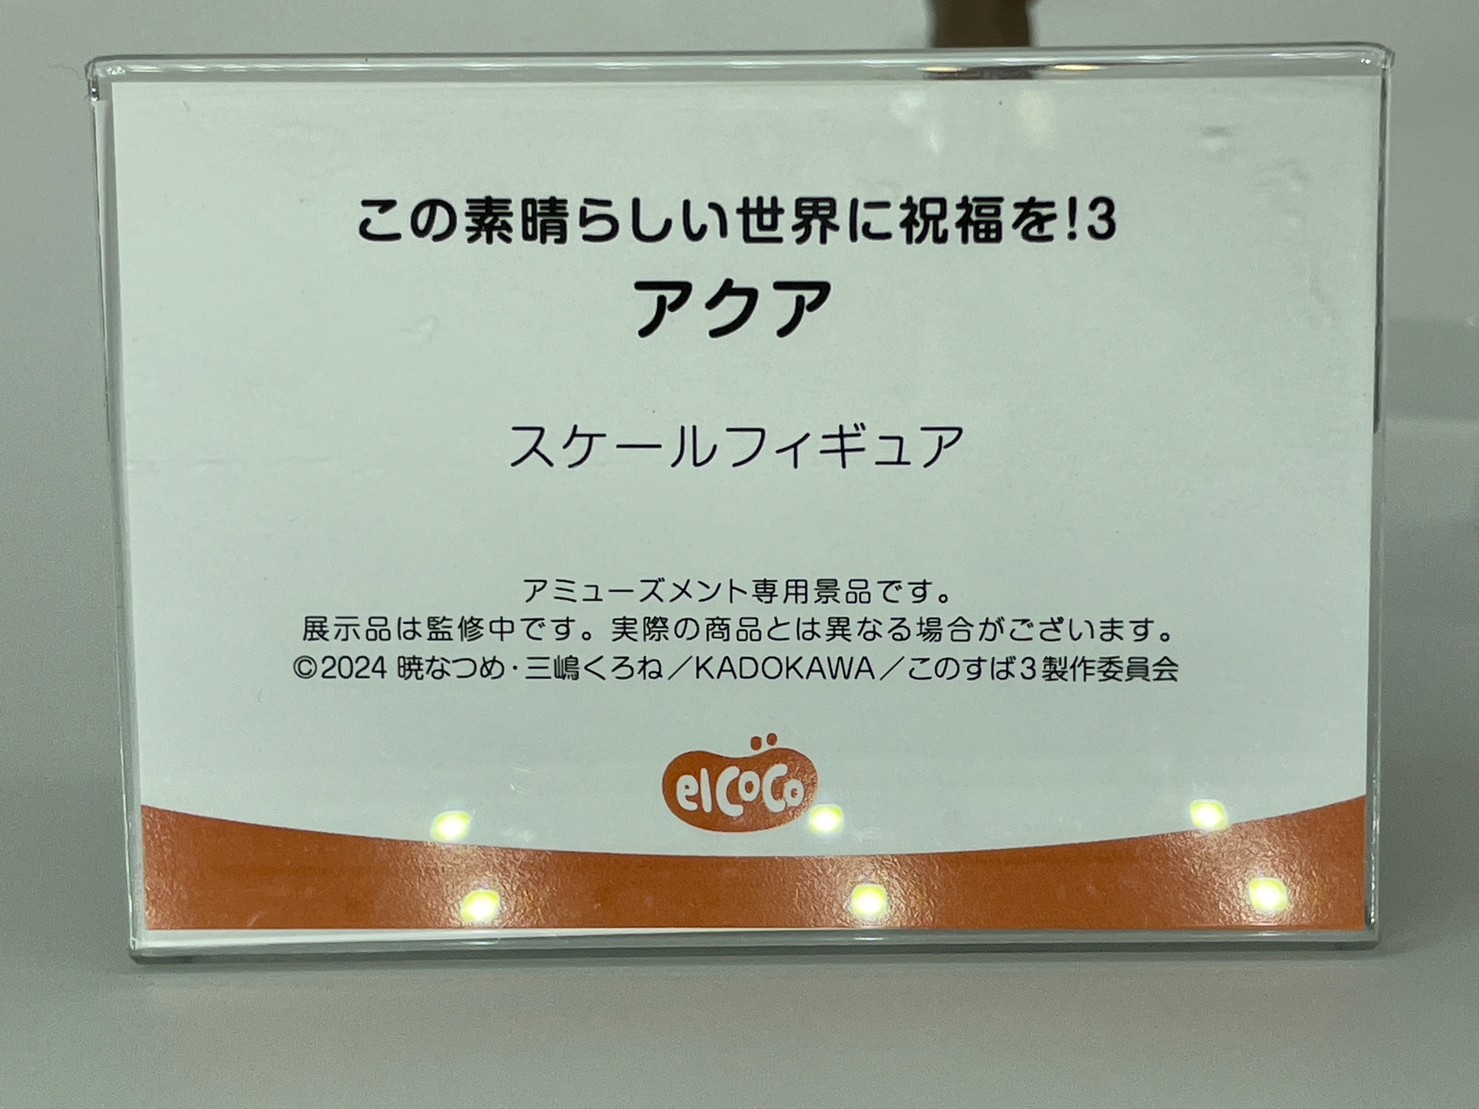 この素晴らしい世界に祝福を!3
アクア
スケールフィギュア
アミューズメント専用景品です。
展示品は監修中です。実際の商品とは異なる場合がございます。
©2024 暁なつめ・三嶋くろね／KADOKAWA／このすば3製作委員会
elcoco